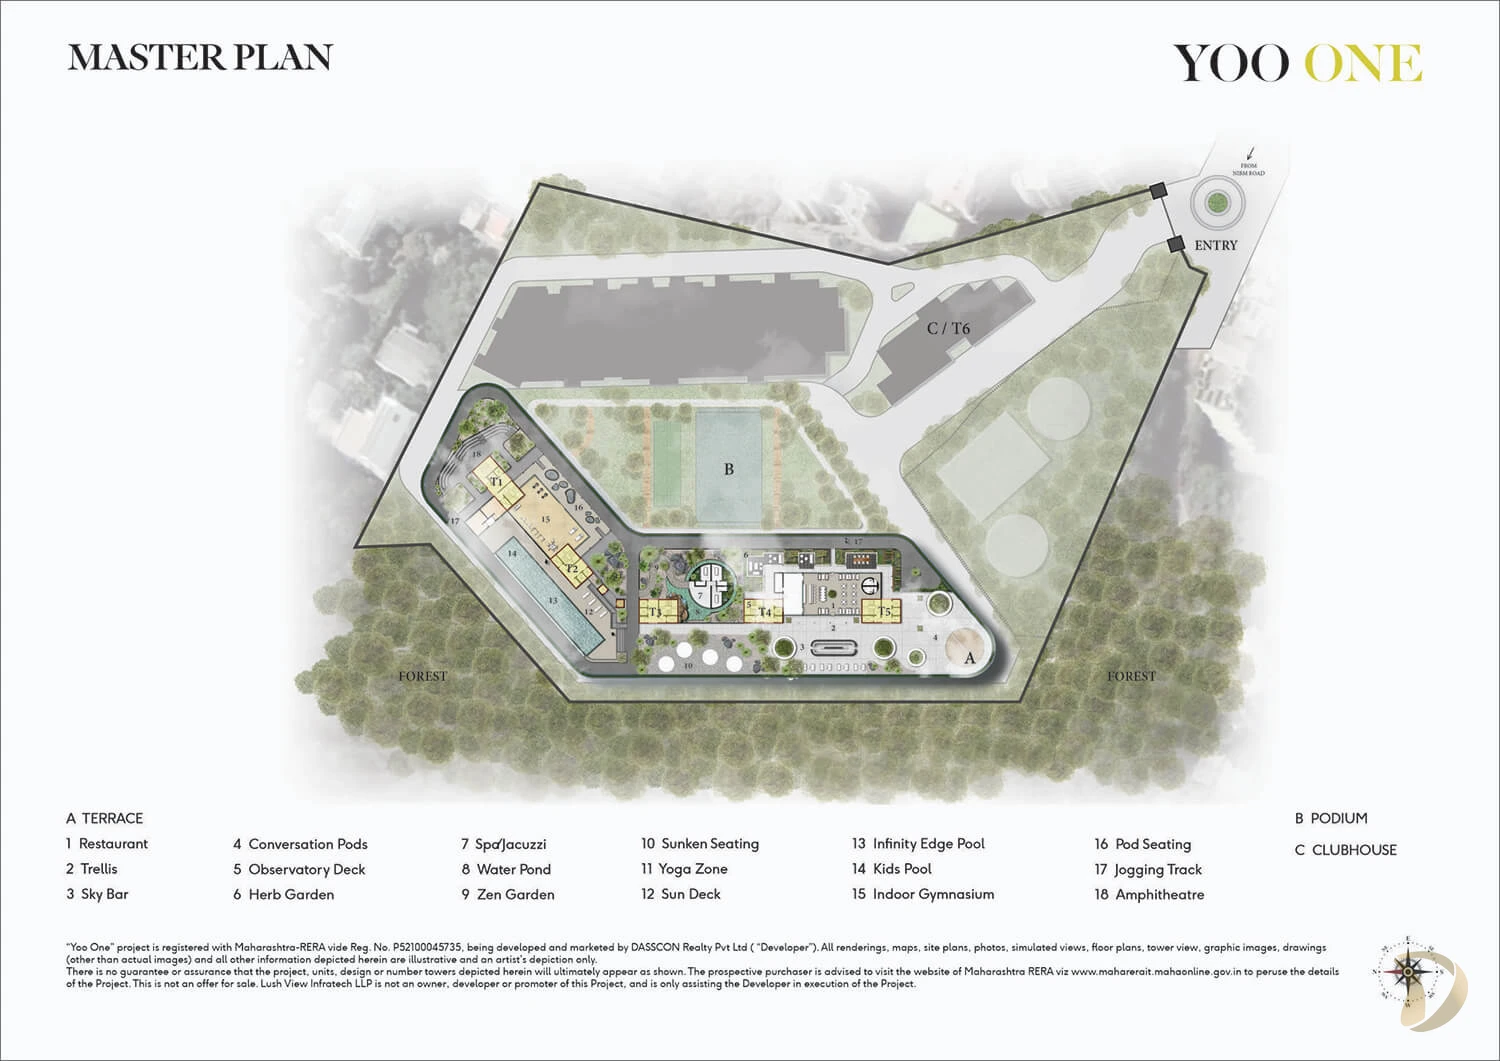 MASTER PLAN
YOO ONE
FROM
NIBM ROAD
ENTRY
C / T6
B
18
T1
16
15
17
14
T2
13
12
17
6
9
7
8
T3
5
T4
1
T5
2
3
4
10
A
FOREST
FOREST
A TERRACE
1 Restaurant
2 Trellis
3 Sky Bar
4 Conversation Pods
5 Observatory Deck
6 Herb Garden
7 Spa/Jacuzzi
8 Water Pond
9 Zen Garden
10 Sunken Seating
11 Yoga Zone
12 Sun Deck
13 Infinity Edge Pool
14 Kids Pool
15 Indoor Gymnasium
16 Pod Seating
17 Jogging Track
18 Amphitheatre
B PODIUM
C CLUBHOUSE
"Yoo One" project is registered with Maharashtra-RERA vide Reg. No. P52100045735, being developed and marketed by DASSCON Realty Pvt Ltd ( "Developer"). All renderings, maps, site plans, photos, simulated views, floor plans, tower view, graphic images, drawings
(other than actual images) and all other information depicted herein are illustrative and an artist's depiction only.
There is no guarantee or assurance that the project, units, design or number towers depicted herein will ultimately appear as shown. The prospective purchaser is advised to visit the website of Maharashtra RERA viz www.maharerait.mahaonline.gov.in to peruse the details
of the Project. This is not an offer for sale. Lush View Infratech LLP is not an owner, developer or promoter of this Project, and is only assisting the Developer in execution of the Project.
E
N
S
W